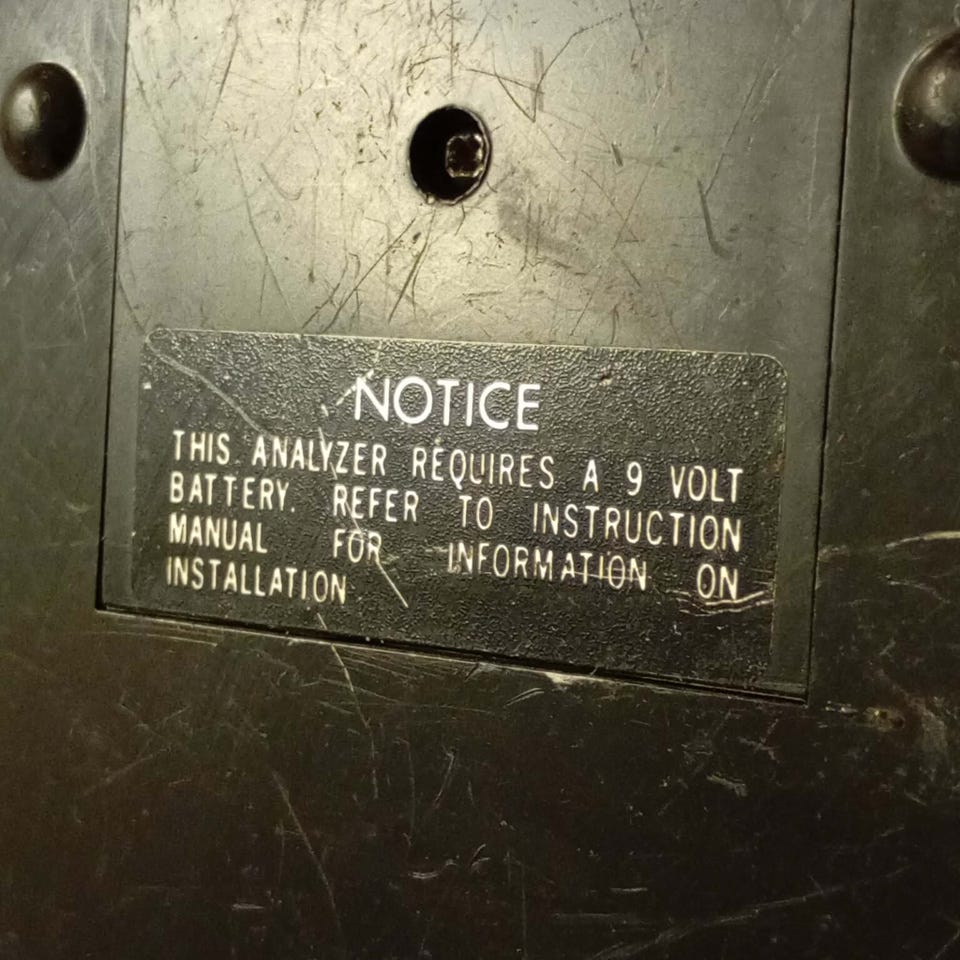 NOTICE
THIS ANALYZER REQUIRES A 9 VOLT
BATTERY. REFER TO INSTRUCTION
MANUAL FOR INFORMATION ON
INSTALLATION